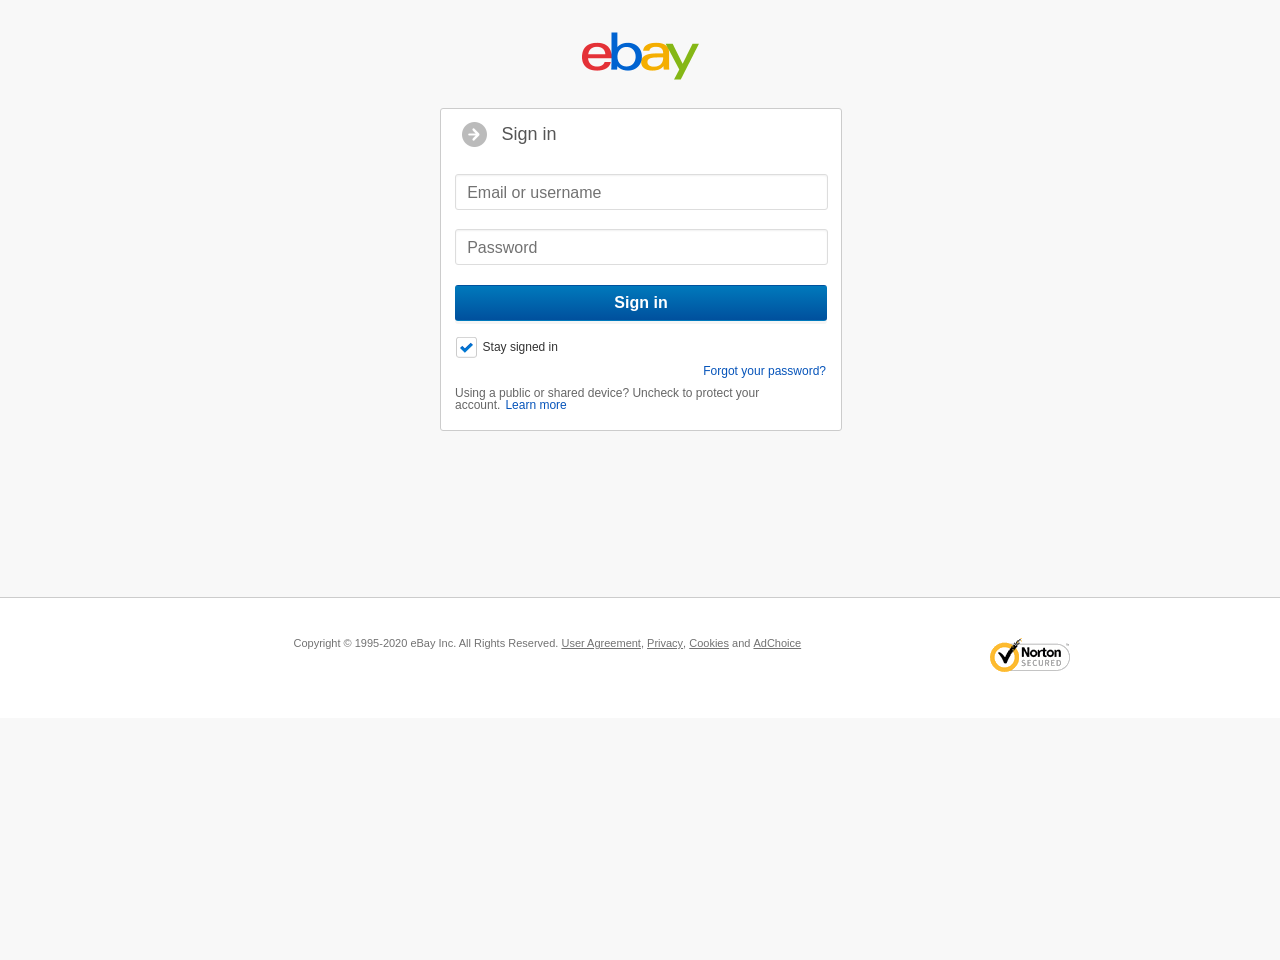 ebay
Sign in
Email or username
Password
Sign in
Stay signed in
Forgot your password?
Using a public or shared device? Uncheck to protect your
account. Learn more
Copyright © 1995-2020 eBay Inc. All Rights Reserved. User Agreement, Privacy, Cookies and AdChoice
Norton
SECURED